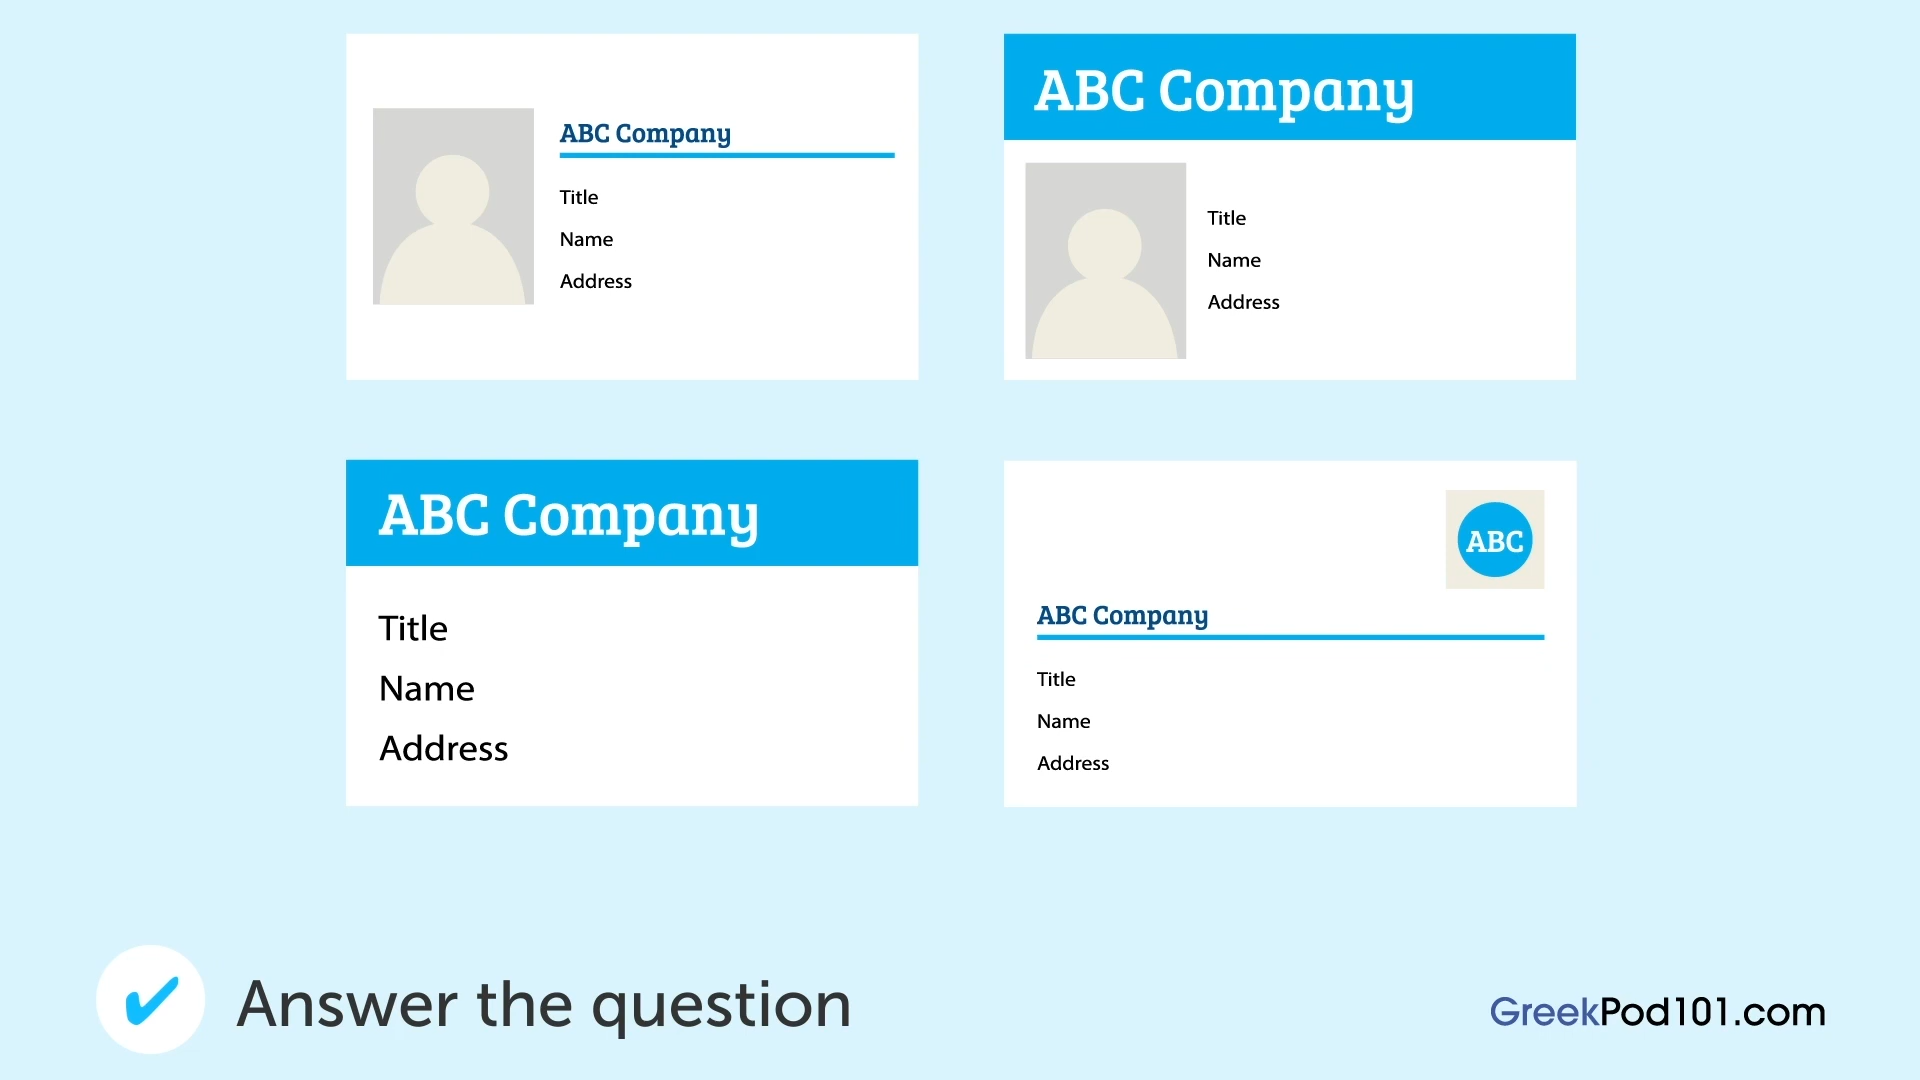 ABC Company
Title
Name
Address
ABC Company
Title
Name
Address
ABC Company
Title
Name
Address
ABC
ABC Company
Title
Name
Address
Answer the question
GreekPod101.com